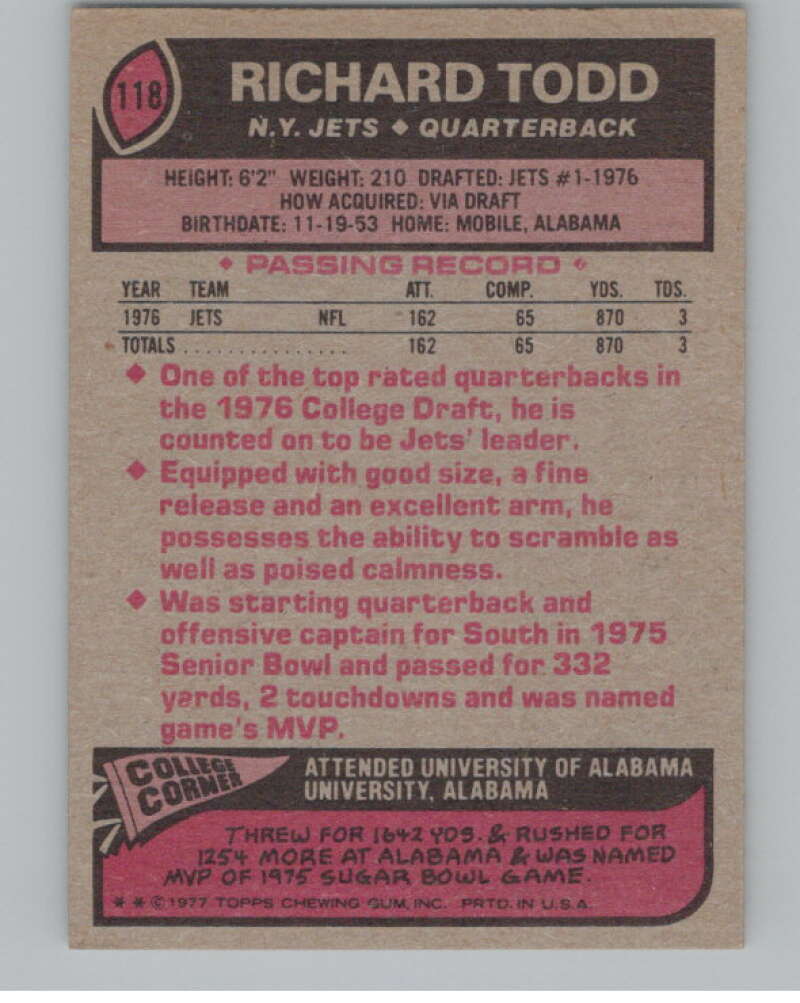 118
RICHARD TODD
N.Y. JETS ◆ QUARTERBACK
HEIGHT: 6'2" WEIGHT: 210 DRAFTED: JETS #1-1976
HOW ACQUIRED: VIA DRAFT
BIRTHDATE: 11-19-53 HOME: MOBILE, ALABAMA
◆ PASSING RECORD ◆
YEAR TEAM ATT. COMP. YDS. TDS.
1976 JETS NFL 162 65 870 3
TOTALS . . . . . . . . . . . . . . . 162 65 870 3
◆ One of the top rated quarterbacks in
the 1976 College Draft, he is
counted on to be Jets' leader.
◆ Equipped with good size, a fine
release and an excellent arm, he
possesses the ability to scramble as
well as poised calmness.
◆ Was starting quarterback and
offensive captain for South in 1975
Senior Bowl and passed for 332
yards, 2 touchdowns and was named
game's MVP.
COLLEGE
CORNER
ATTENDED UNIVERSITY OF ALABAMA
UNIVERSITY, ALABAMA
THREW FOR 1642 YDS. & RUSHED FOR
1254 MORE AT ALABAMA & WAS NAMED
MVP OF 1975 SUGAR BOWL GAME.
* * © 1977 TOPPS CHEWING GUM, INC. PRTD. IN U.S.A.